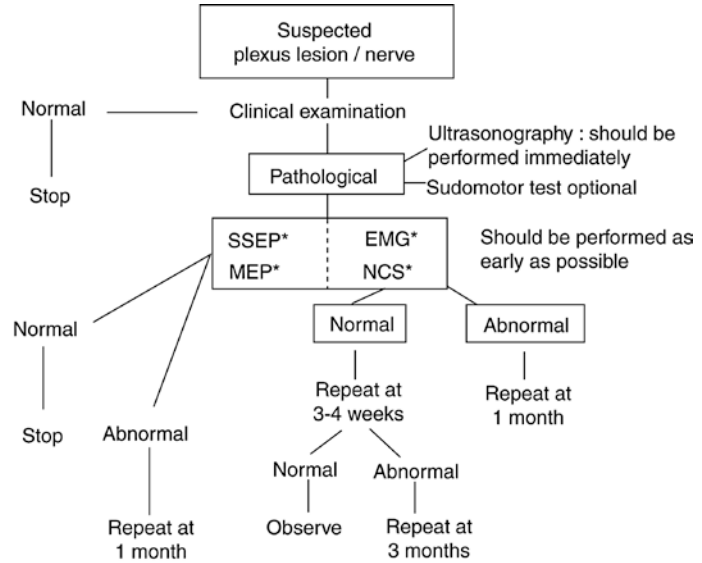 Suspected
plexus lesion / nerve
Normal
Clinical examination
Ultrasonography : should be
performed immediately
Stop
Pathological
Sudomotor test optional
SSEP*
EMG*
MEP*
NCS*
Should be performed as
early as possible
Normal
Normal
Abnormal
Repeat at
3-4 weeks
Repeat at
1 month
Stop
Abnormal
Normal
Abnormal
Repeat at
1 month
Observe
Repeat at
3 months